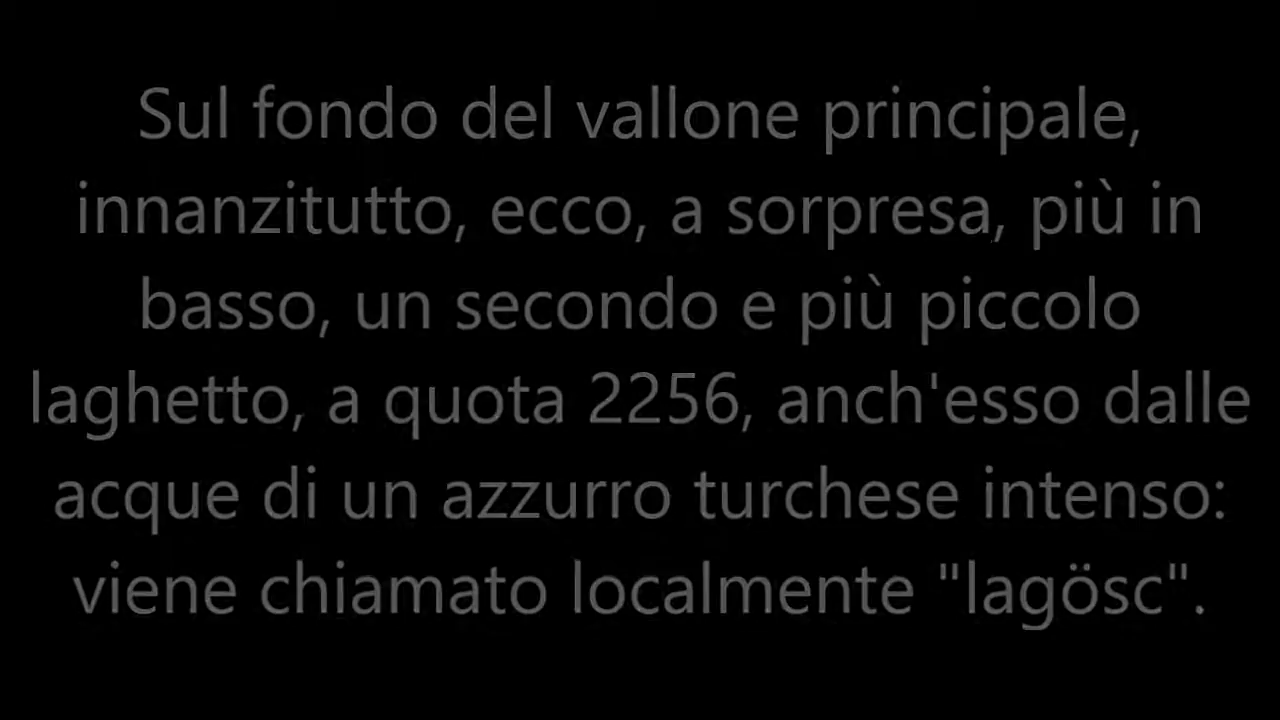 Sul fondo del vallone principale,
innanzitutto, ecco, a sorpresa, più in
basso, un secondo e più piccolo
laghetto, a quota 2256, anch'esso dalle
acque di un azzurro turchese intenso:
viene chiamato localmente "lagösc".